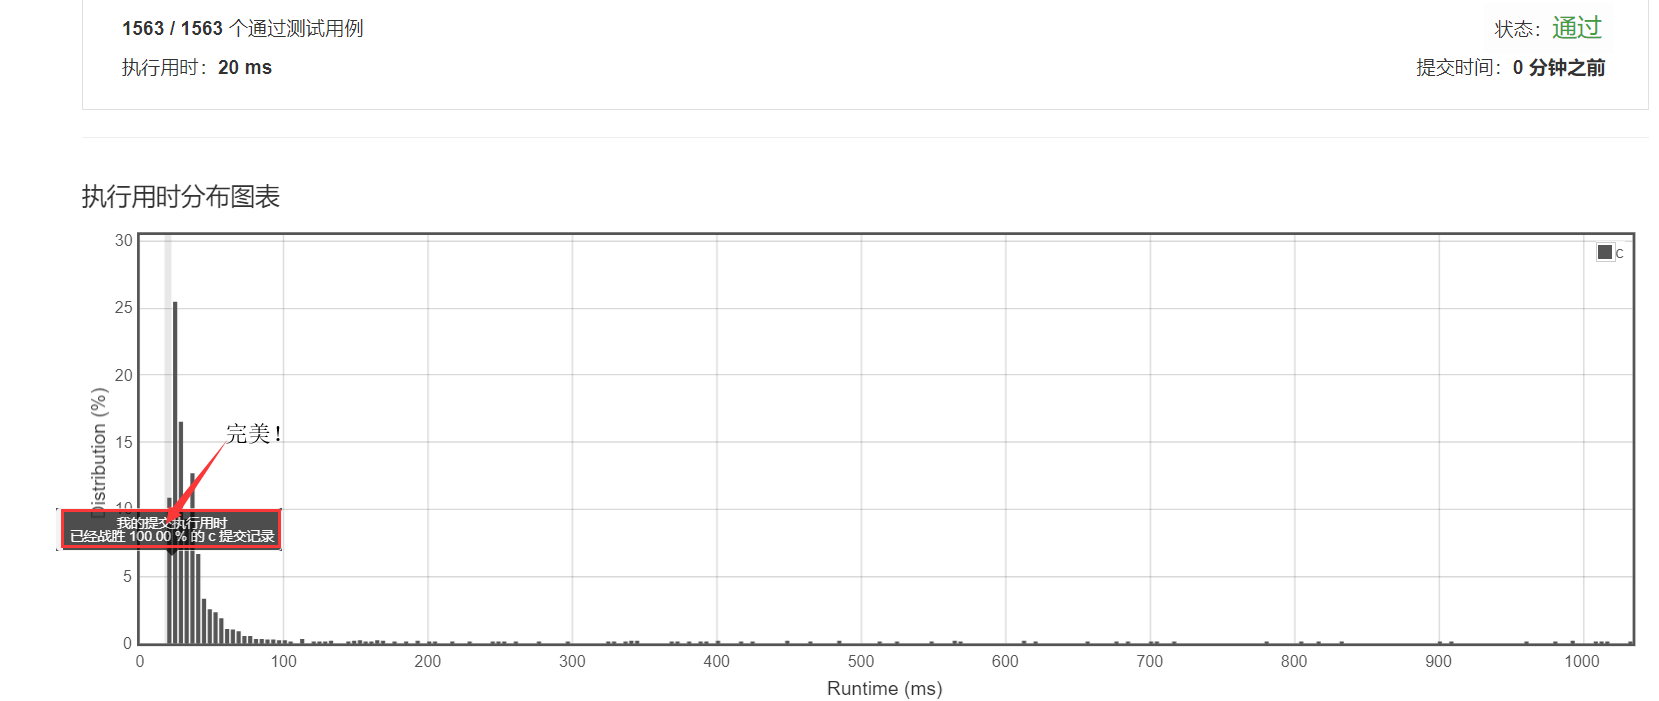 1563 / 1563 个通过测试用例
状态：通过
执行用时：20 ms
提交时间：0 分钟之前
执行用时分布图表
30
25
20
15
10
5
0
Distribution (%)
c
完美！
我的提交执行用时
已经战胜 100.00 % 的 c 提交记录
0 100 200 300 400 500 600 700 800 900 1000
Runtime (ms)